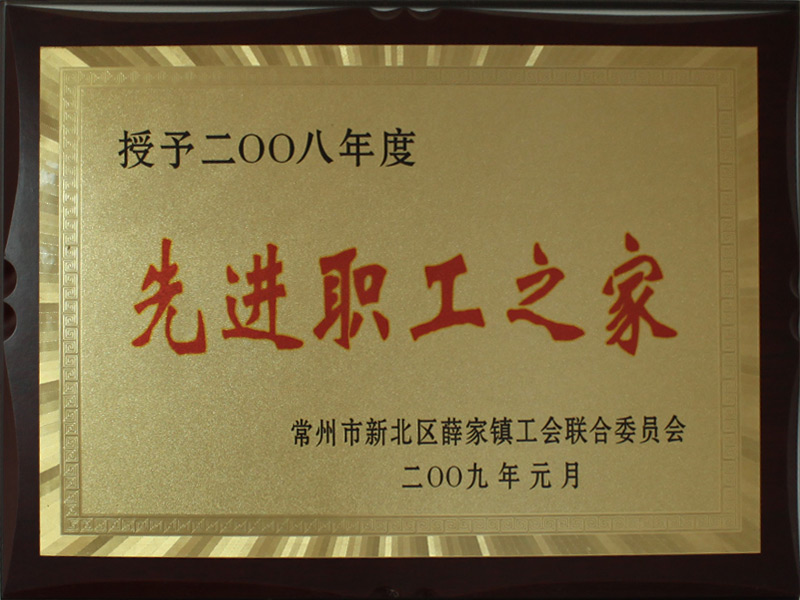 授予二OO八年度
先进职工之家
常州市新北区薛家镇工会联合委员会
二OO九年元月